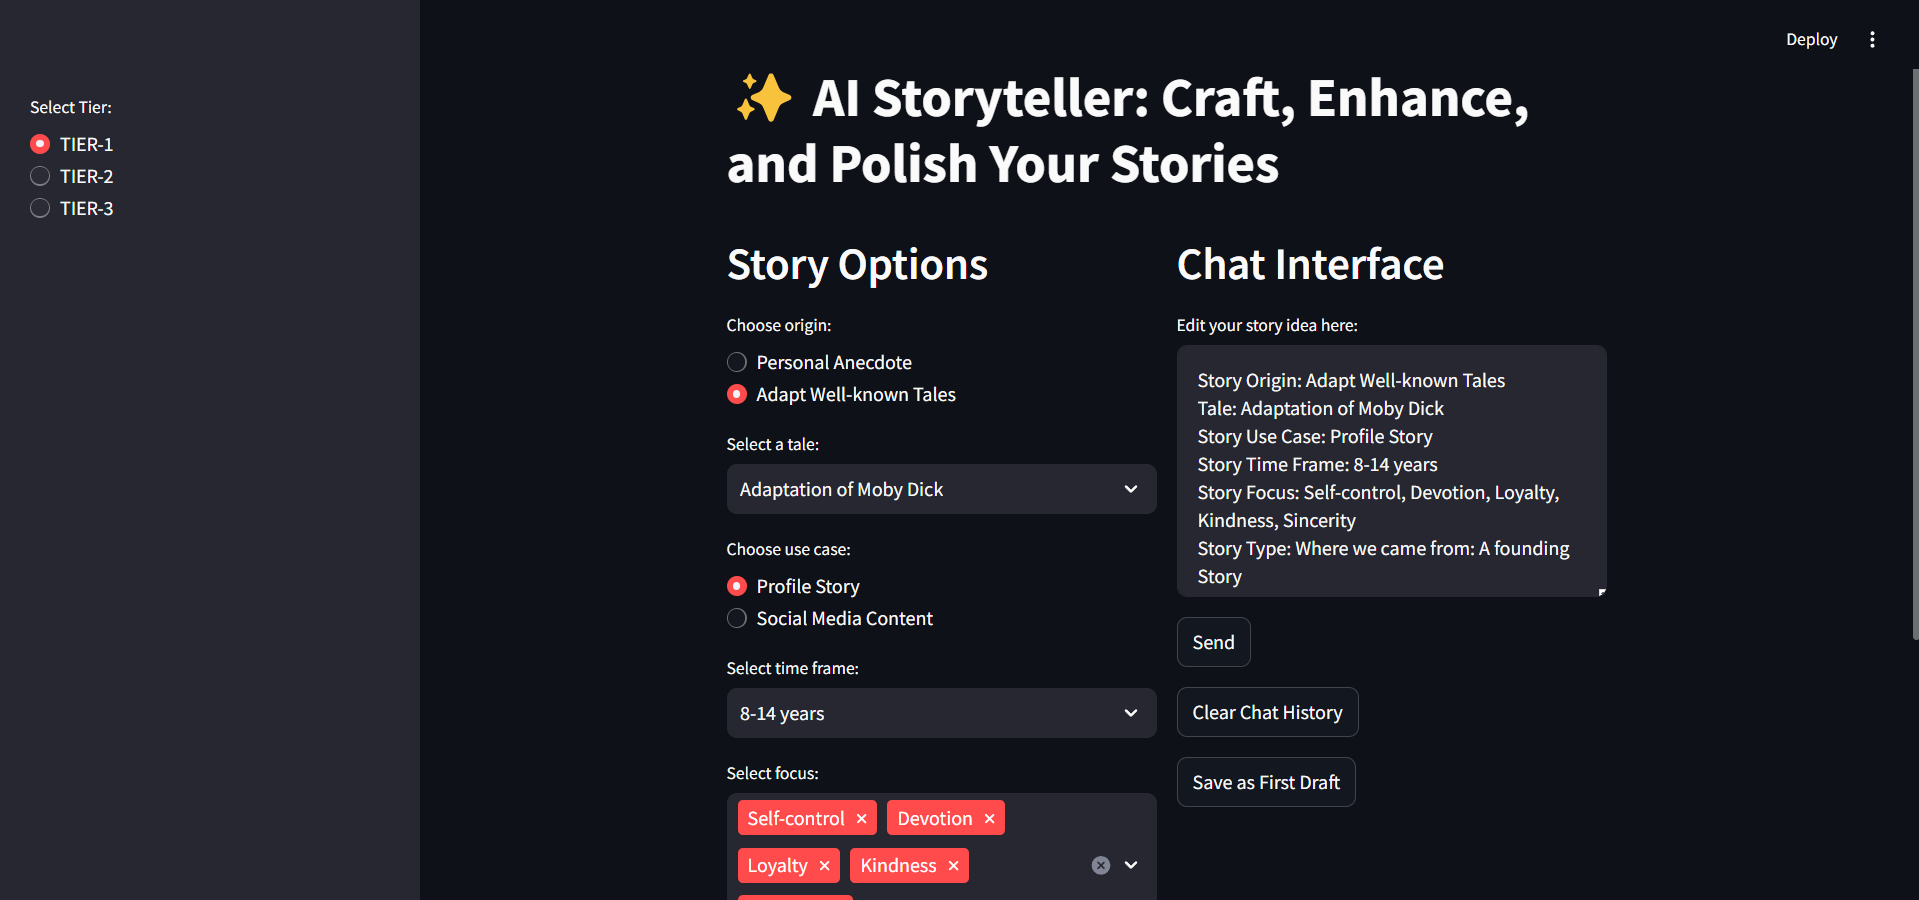 Deploy
Select Tier:
TIER-1
TIER-2
TIER-3
✨ AI Storyteller: Craft, Enhance,
and Polish Your Stories
Story Options
Choose origin:
Personal Anecdote
Adapt Well-known Tales
Select a tale:
Adaptation of Moby Dick
Choose use case:
Profile Story
Social Media Content
Select time frame:
8-14 years
Select focus:
Self-control × Devotion ×
Loyalty × Kindness ×
Chat Interface
Edit your story idea here:
Story Origin: Adapt Well-known Tales
Tale: Adaptation of Moby Dick
Story Use Case: Profile Story
Story Time Frame: 8-14 years
Story Focus: Self-control, Devotion, Loyalty,
Kindness, Sincerity
Story Type: Where we came from: A founding
Story
Send
Clear Chat History
Save as First Draft